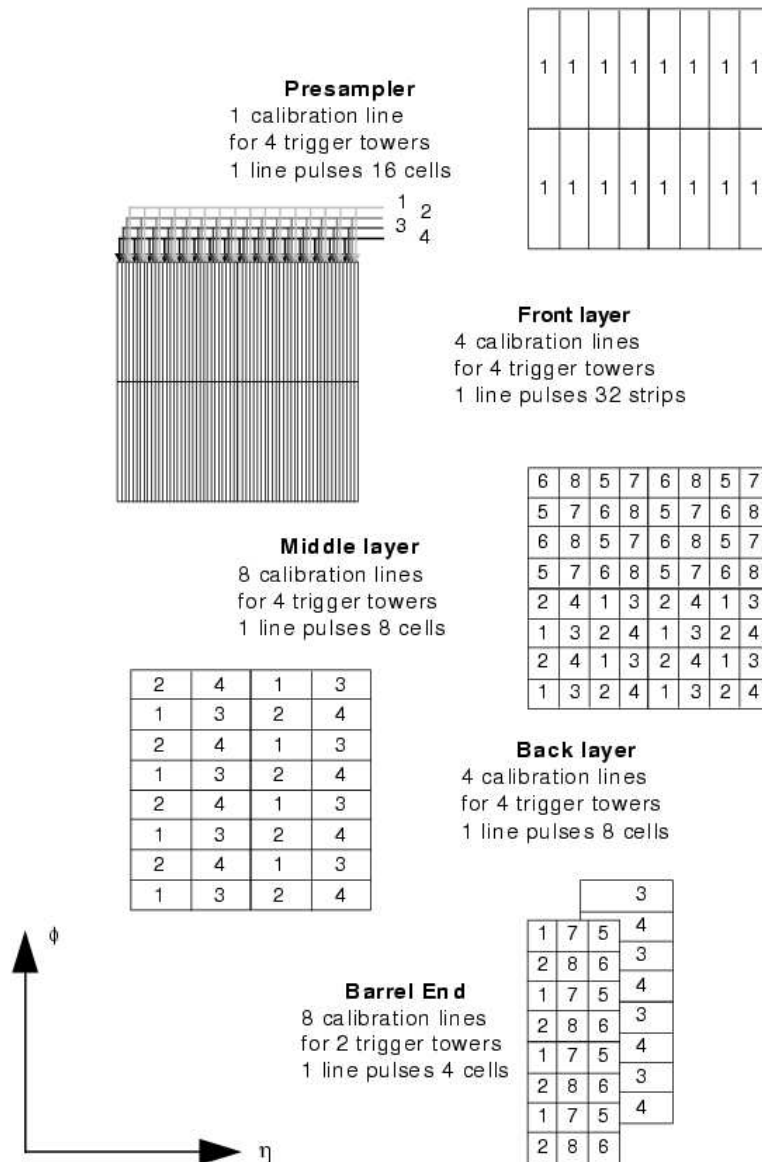 1 1 1 1 1 1 1 1
Presampler
1 calibration line
for 4 trigger towers
1 line pulses 16 cells
1 1 1 1 1 1 1 1
1
2
3
4
Front layer
4 calibration lines
for 4 trigger towers
1 line pulses 32 strips
6 8 5 7 6 8 5 7
5 7 6 8 5 7 6 8
6 8 5 7 6 8 5 7
5 7 6 8 5 7 6 8
2 4 1 3 2 4 1 3
1 3 2 4 1 3 2 4
2 4 1 3 2 4 1 3
1 3 2 4 1 3 2 4
Middle layer
8 calibration lines
for 4 trigger towers
1 line pulses 8 cells
2 4 1 3
1 3 2 4
2 4 1 3
1 3 2 4
2 4 1 3
1 3 2 4
2 4 1 3
1 3 2 4
Back layer
4 calibration lines
for 4 trigger towers
1 line pulses 8 cells
3
4
3
4
3
4
3
4
1 7 5
2 8 6
1 7 5
2 8 6
1 7 5
2 8 6
1 7 5
2 8 6
Barrel End
8 calibration lines
for 2 trigger towers
1 line pulses 4 cells
ϕ
η